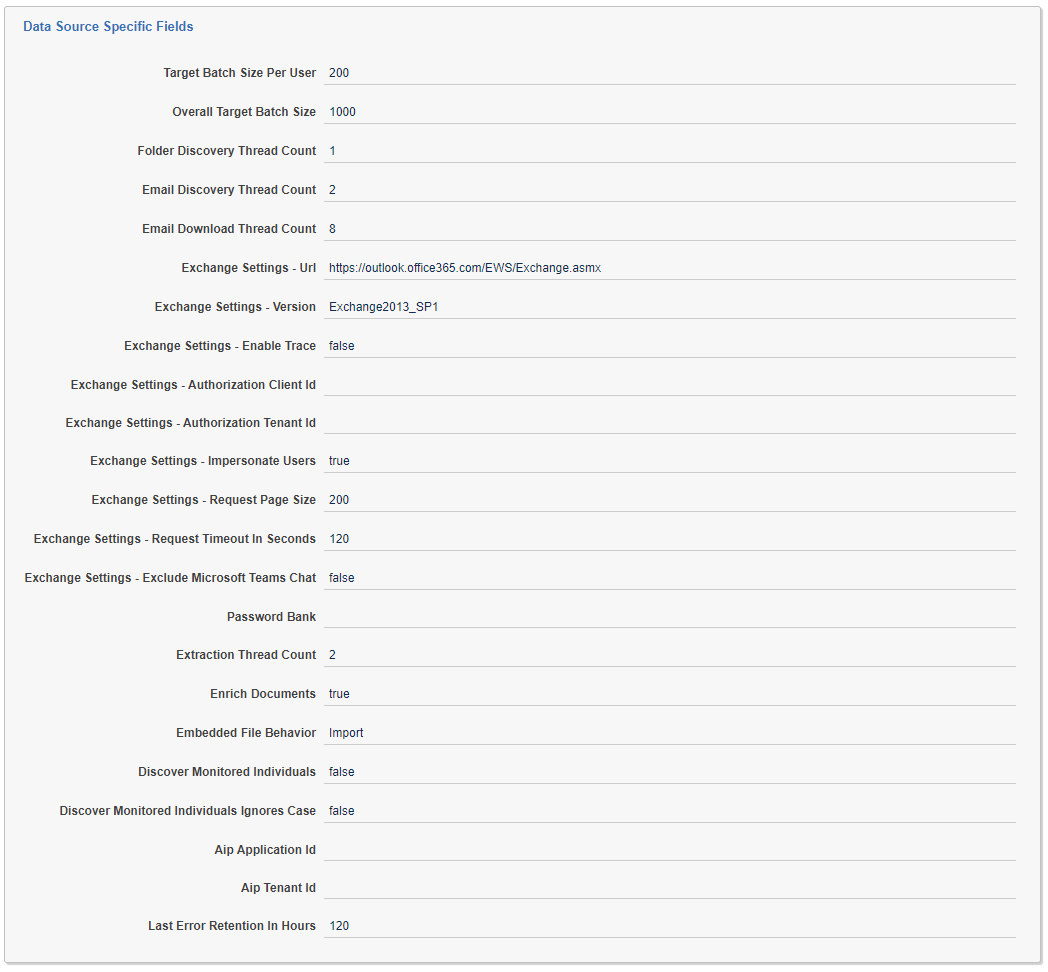 Data Source Specific Fields
Target Batch Size Per User 200
Overall Target Batch Size 1000
Folder Discovery Thread Count 1
Email Discovery Thread Count 2
Email Download Thread Count 8
Exchange Settings - Url https://outlook.office365.com/EWS/Exchange.asmx
Exchange Settings - Version Exchange2013_SP1
Exchange Settings - Enable Trace false
Exchange Settings - Authorization Client Id
Exchange Settings - Authorization Tenant Id
Exchange Settings - Impersonate Users true
Exchange Settings - Request Page Size 200
Exchange Settings - Request Timeout In Seconds 120
Exchange Settings - Exclude Microsoft Teams Chat false
Password Bank
Extraction Thread Count 2
Enrich Documents true
Embedded File Behavior Import
Discover Monitored Individuals false
Discover Monitored Individuals Ignores Case false
Aip Application Id
Aip Tenant Id
Last Error Retention In Hours 120